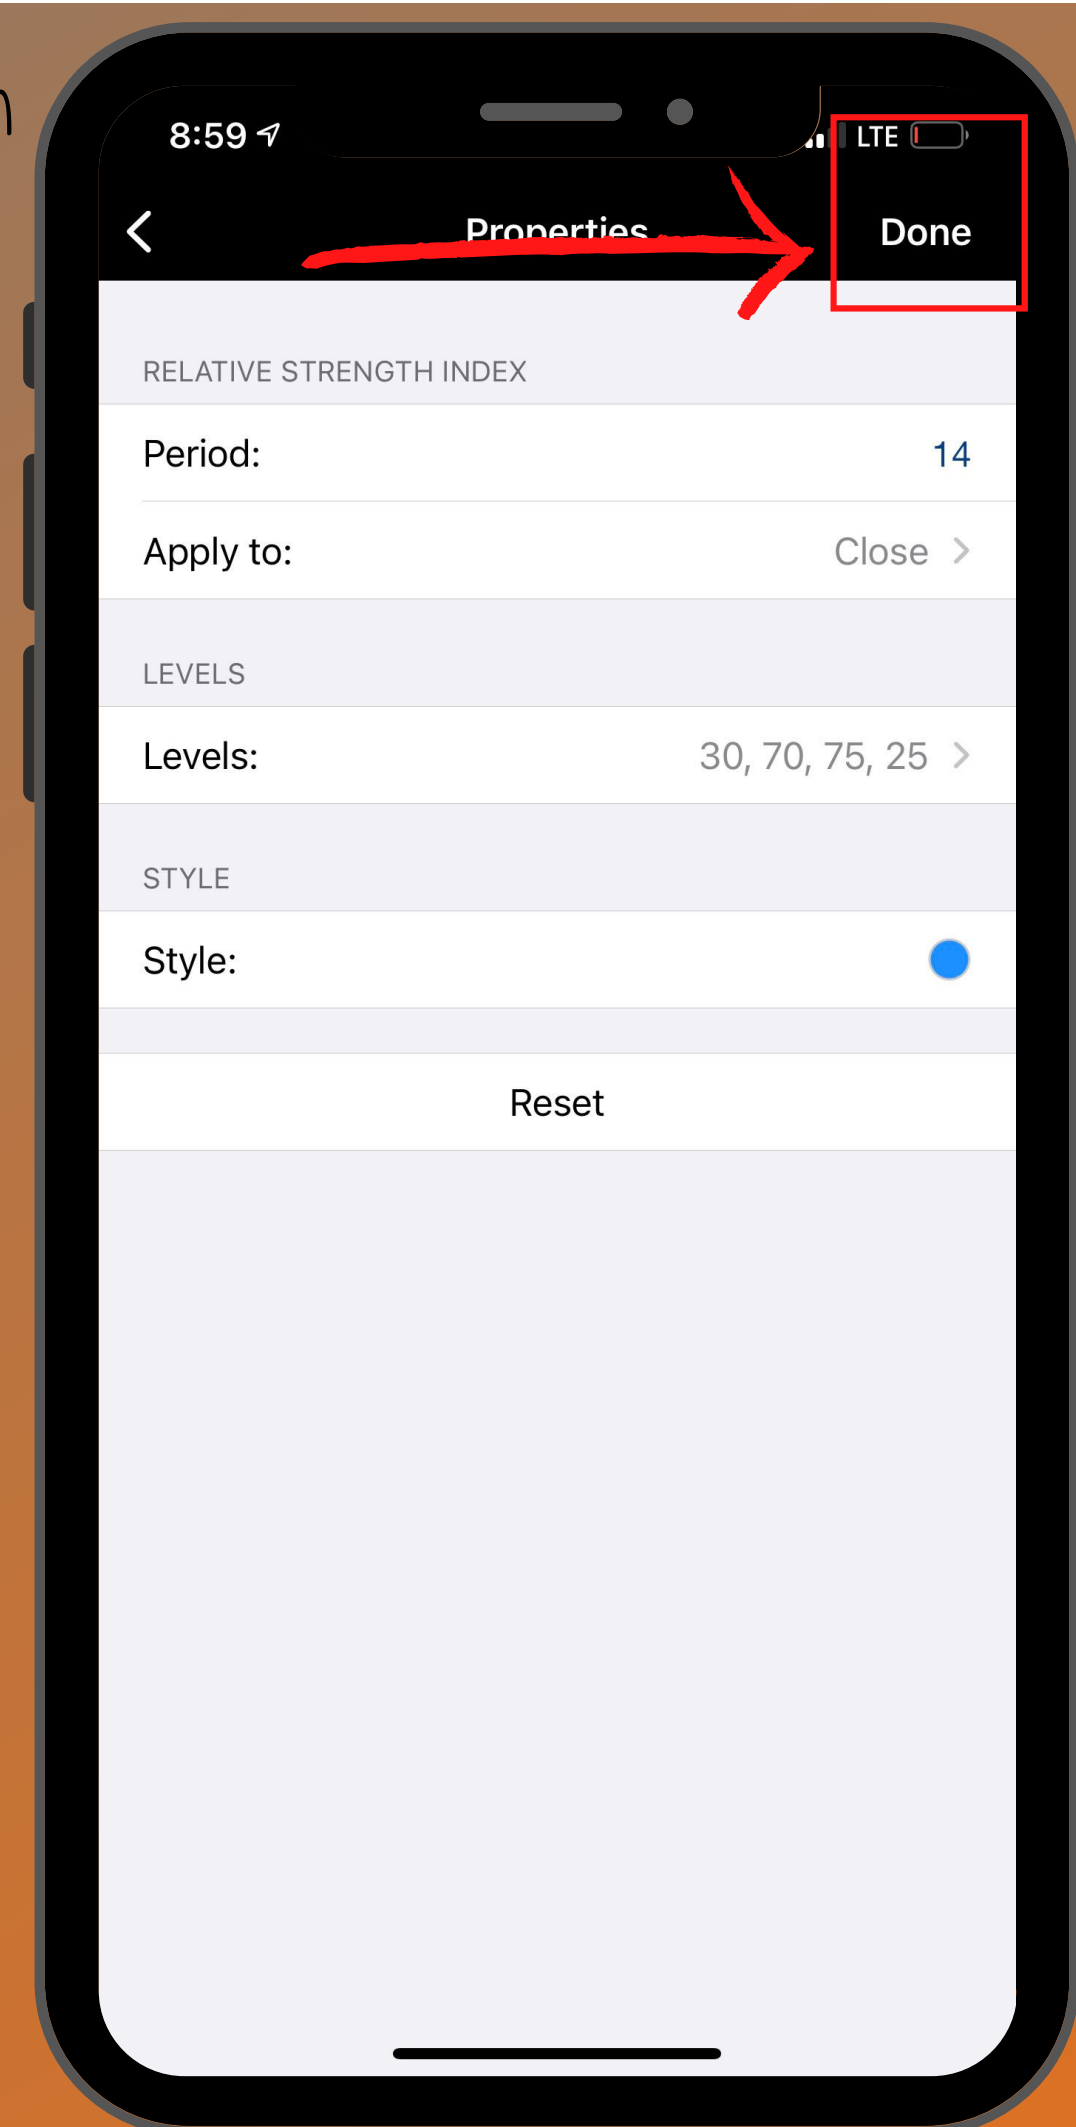 8:59 LTE
Properties Done
RELATIVE STRENGTH INDEX
Period: 14
Apply to: Close
LEVELS
Levels: 30, 70, 75, 25
STYLE
Style:
Reset